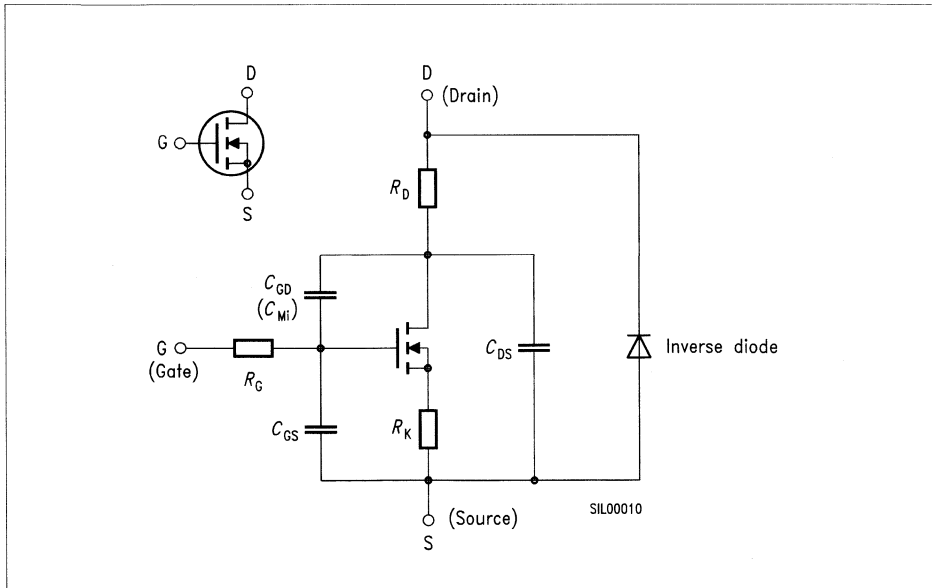 D
G
S
D
(Drain)
R_D
C_GD
(C_Mi)
G
(Gate)
R_G
C_DS
Inverse diode
C_GS
R_K
SIL00010
(Source)
S